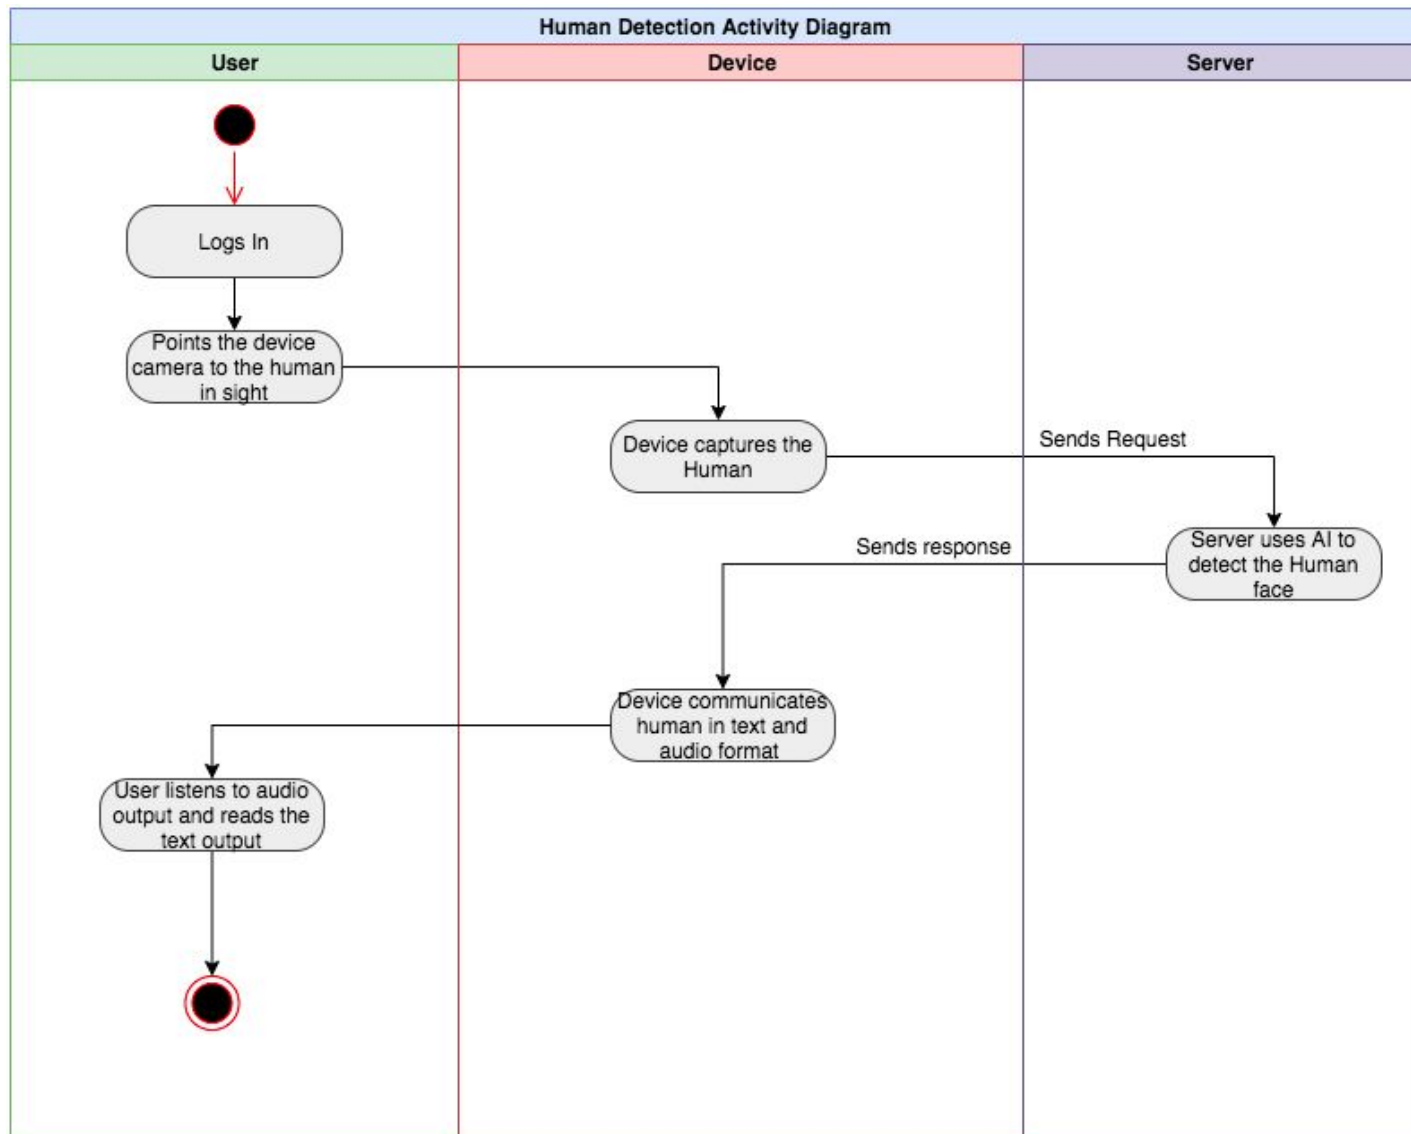 Human Detection Activity Diagram
User
Device
Server
Logs In
Points the device
camera to the human
in sight
Device captures the
Human
Sends Request
Server uses AI to
detect the Human
face
Sends response
Device communicates
human in text and
audio format
User listens to audio
output and reads the
text output